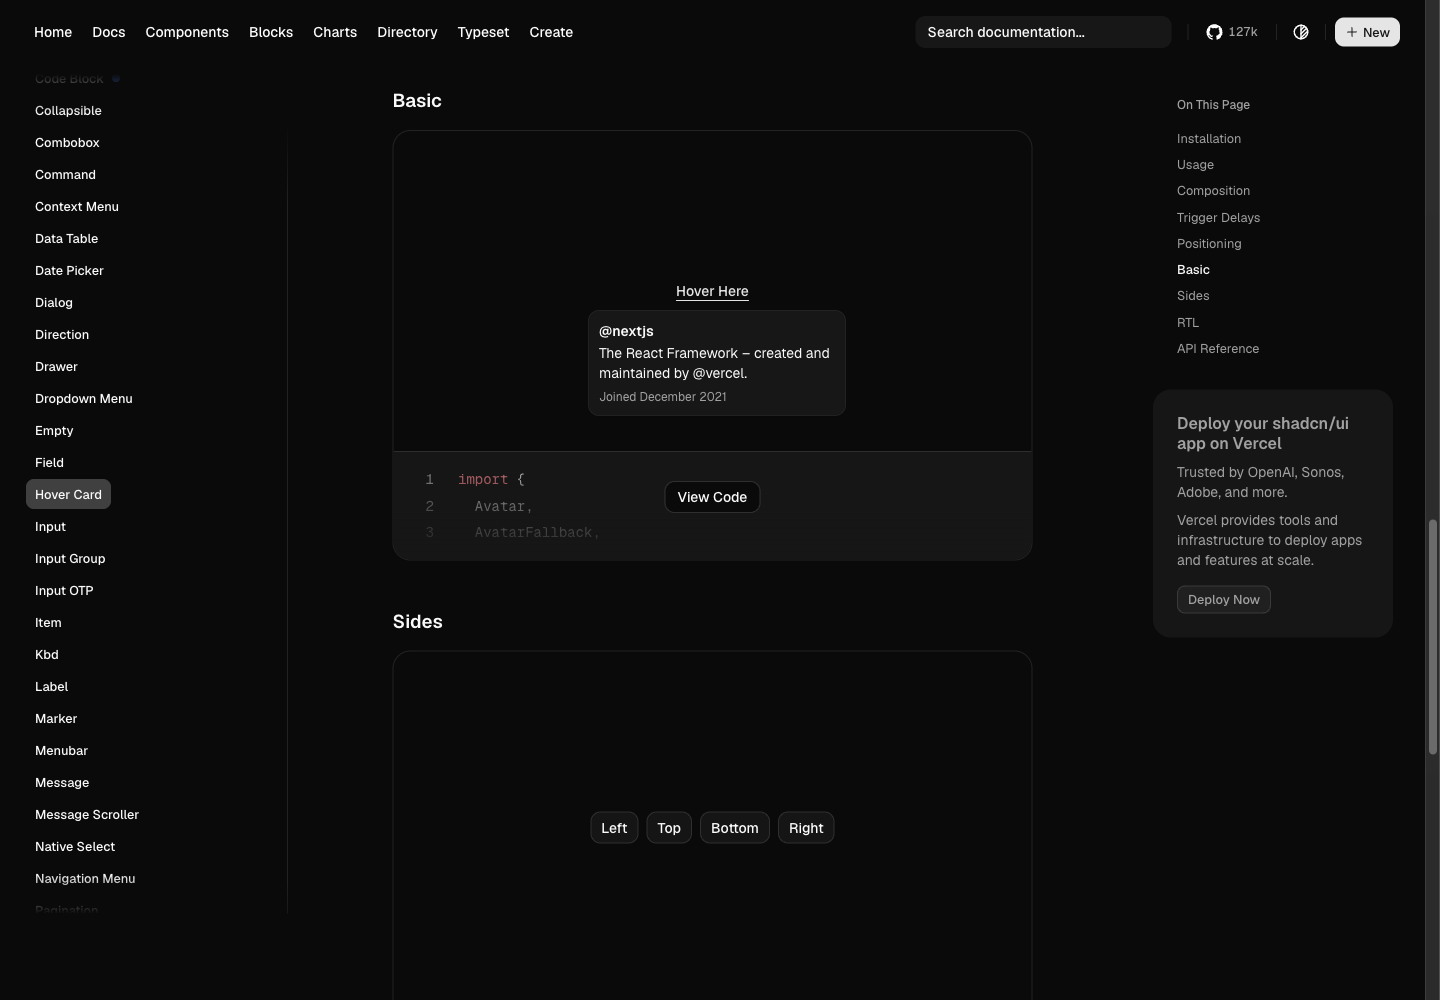 Home
Docs
Components
Blocks
Charts
Directory
Typeset
Create
Search documentation...
127k
New
Code Block
Collapsible
Combobox
Command
Context Menu
Data Table
Date Picker
Dialog
Direction
Drawer
Dropdown Menu
Empty
Field
Hover Card
Input
Input Group
Input OTP
Item
Kbd
Label
Marker
Menubar
Message
Message Scroller
Native Select
Navigation Menu
Pagination
Basic
Hover Here
@nextjs
The React Framework – created and
maintained by @vercel.
Joined December 2021
1 import {
2 Avatar,
3 AvatarFallback,
View Code
Sides
Left
Top
Bottom
Right
On This Page
Installation
Usage
Composition
Trigger Delays
Positioning
Basic
Sides
RTL
API Reference
Deploy your shadcn/ui
app on Vercel
Trusted by OpenAI, Sonos,
Adobe, and more.
Vercel provides tools and
infrastructure to deploy apps
and features at scale.
Deploy Now